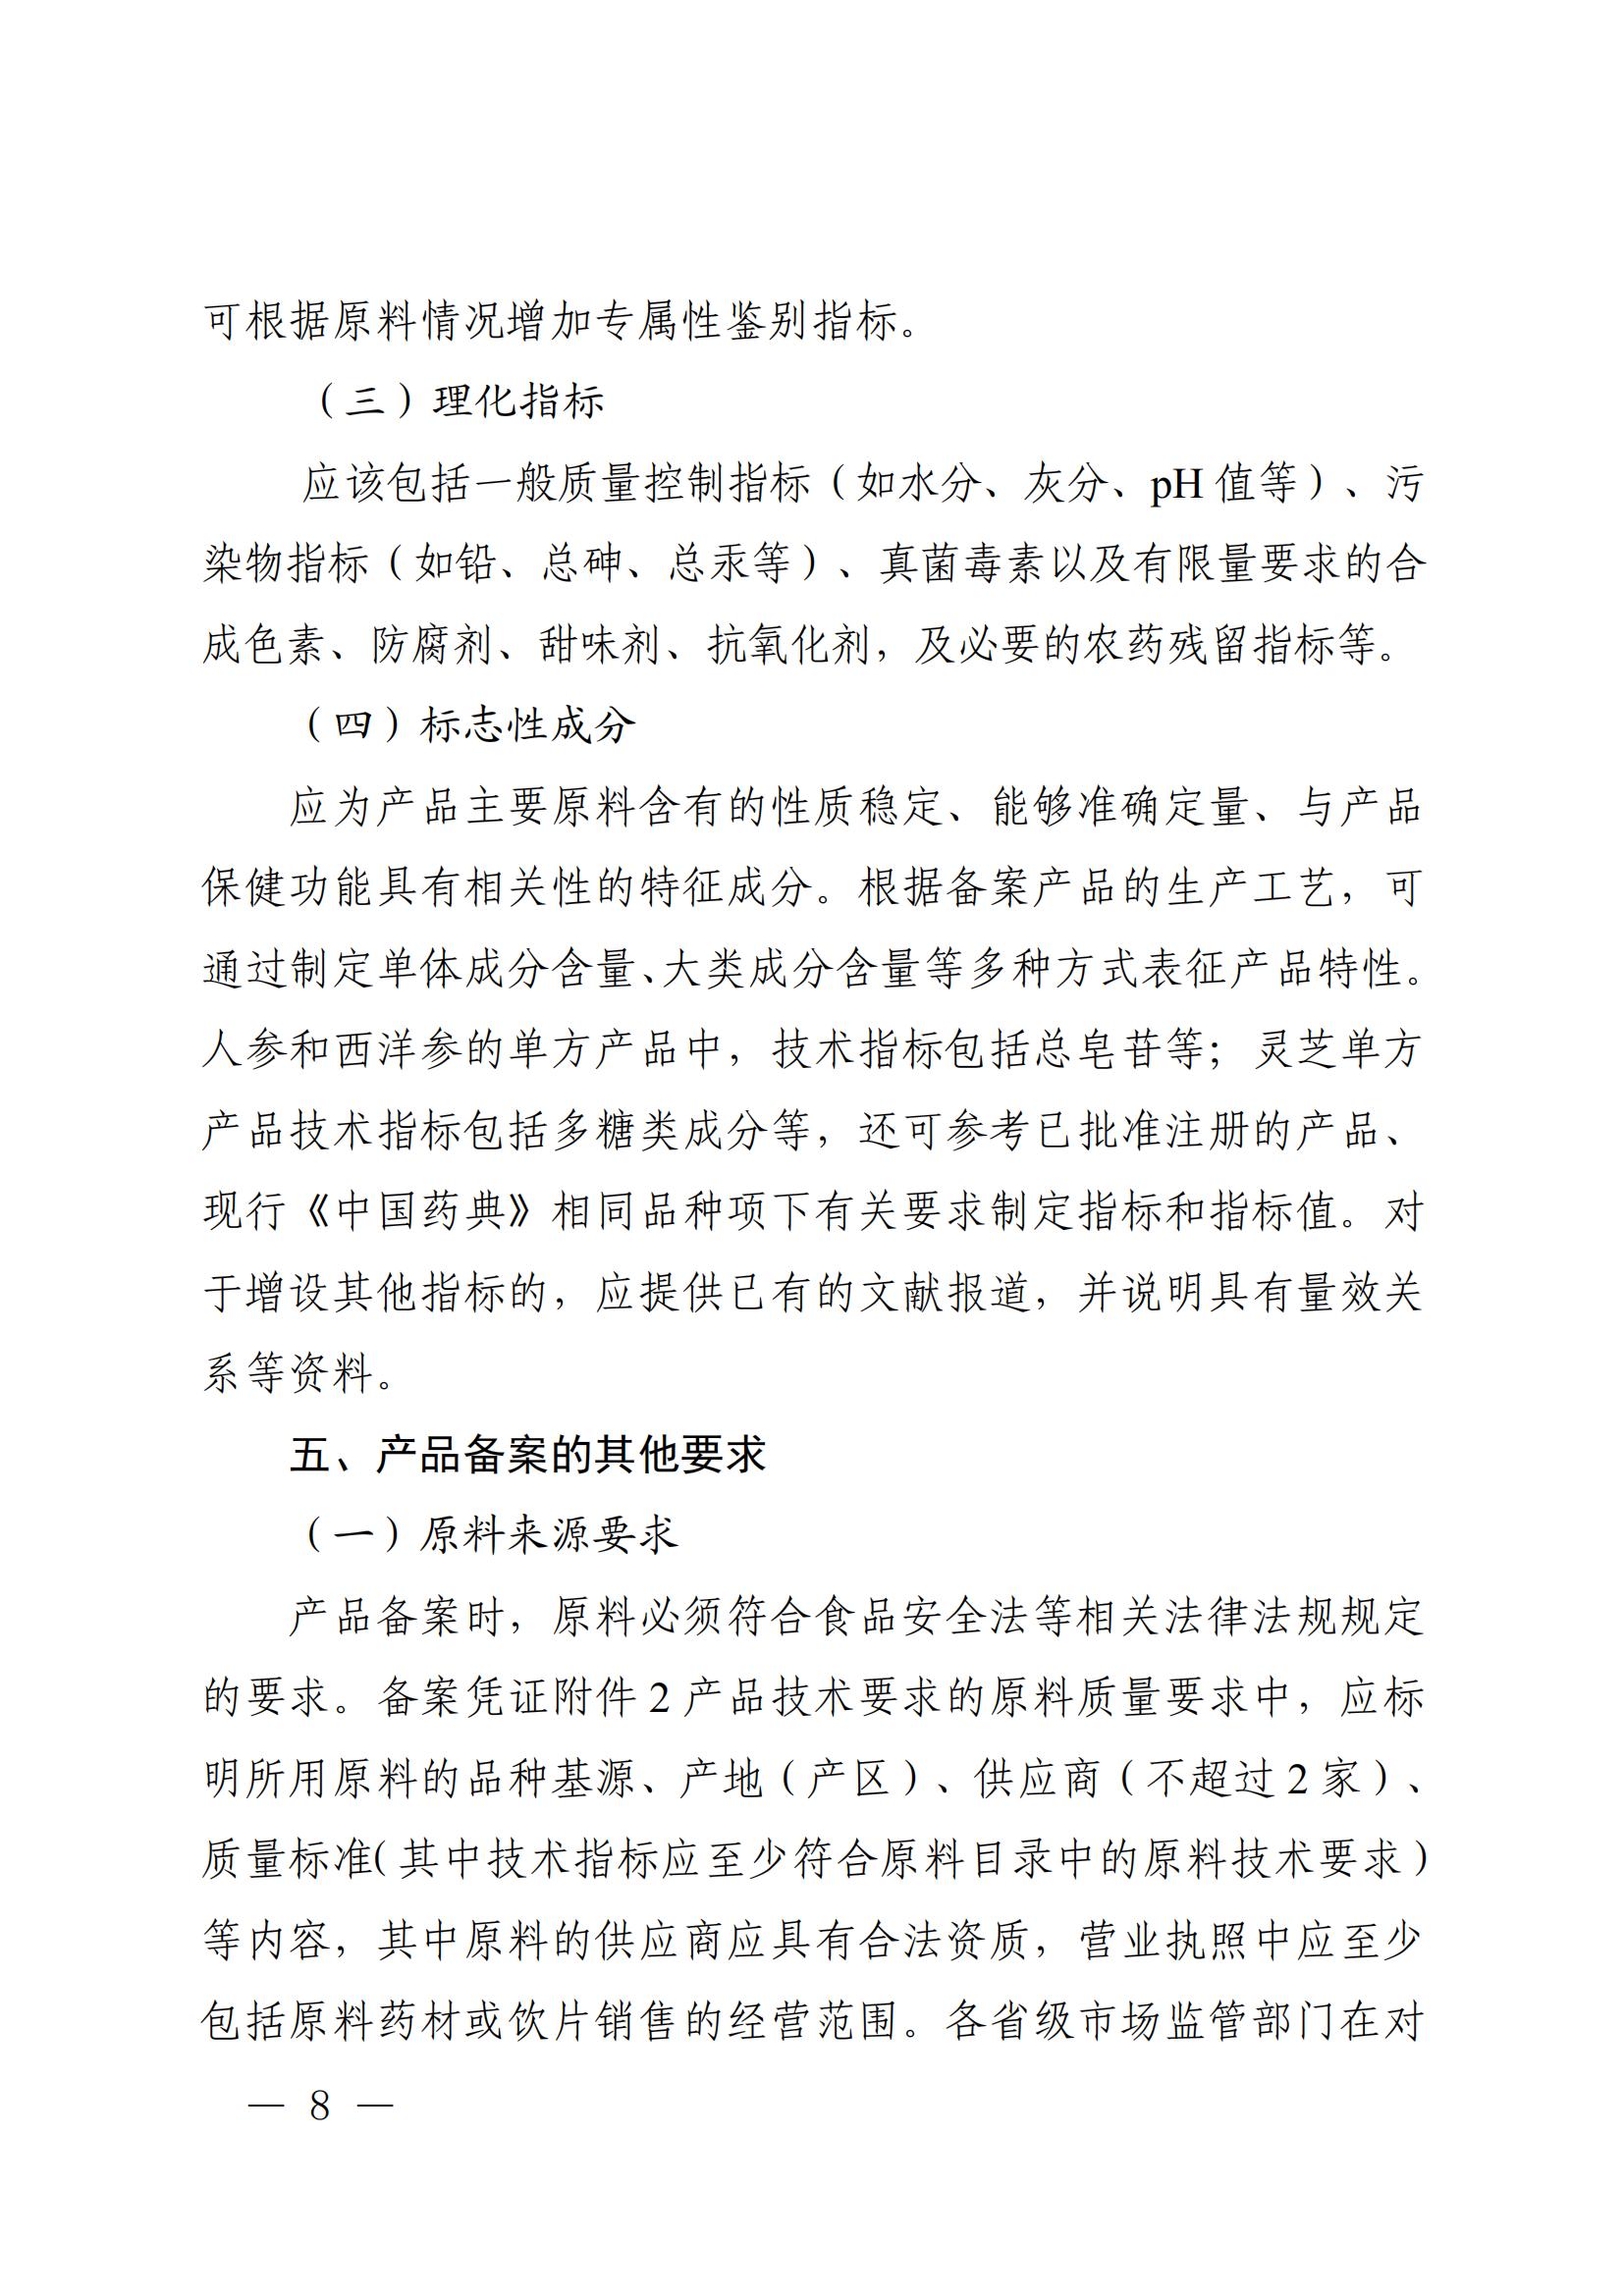 可根据原料情况增加专属性鉴别指标。
（三）理化指标
应该包括一般质量控制指标（如水分、灰分、pH 值等）、污
染物指标（如铅、总砷、总汞等）、真菌毒素以及有限量要求的合
成色素、防腐剂、甜味剂、抗氧化剂，及必要的农药残留指标等。
（四）标志性成分
应为产品主要原料含有的性质稳定、能够准确定量、与产品
保健功能具有相关性的特征成分。根据备案产品的生产工艺，可
通过制定单体成分含量、大类成分含量等多种方式表征产品特性。
人参和西洋参的单方产品中，技术指标包括总皂苷等；灵芝单方
产品技术指标包括多糖类成分等，还可参考已批准注册的产品、
现行《中国药典》相同品种项下有关要求制定指标和指标值。对
于增设其他指标的，应提供已有的文献报道，并说明具有量效关
系等资料。
五、产品备案的其他要求
（一）原料来源要求
产品备案时，原料必须符合食品安全法等相关法律法规规定
的要求。备案凭证附件 2 产品技术要求的原料质量要求中，应标
明所用原料的品种基源、产地（产区）、供应商（不超过 2 家）、
质量标准（其中技术指标应至少符合原料目录中的原料技术要求）
等内容，其中原料的供应商应具有合法资质，营业执照中应至少
包括原料药材或饮片销售的经营范围。各省级市场监管部门在对
— 8 —